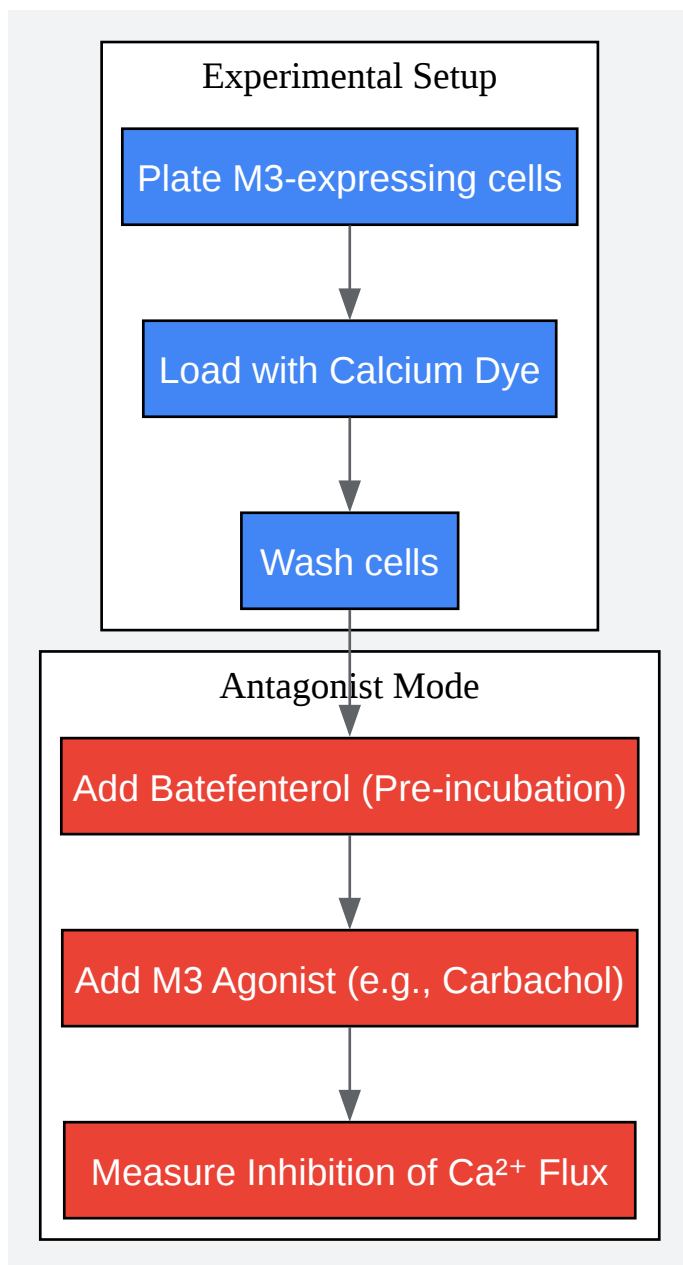 Experimental Setup
Plate M3-expressing cells
Load with Calcium Dye
Wash cells
Antagonist Mode
Add Batefenterol (Pre-incubation)
Add M3 Agonist (e.g., Carbachol)
Measure Inhibition of Ca²⁺ Flux